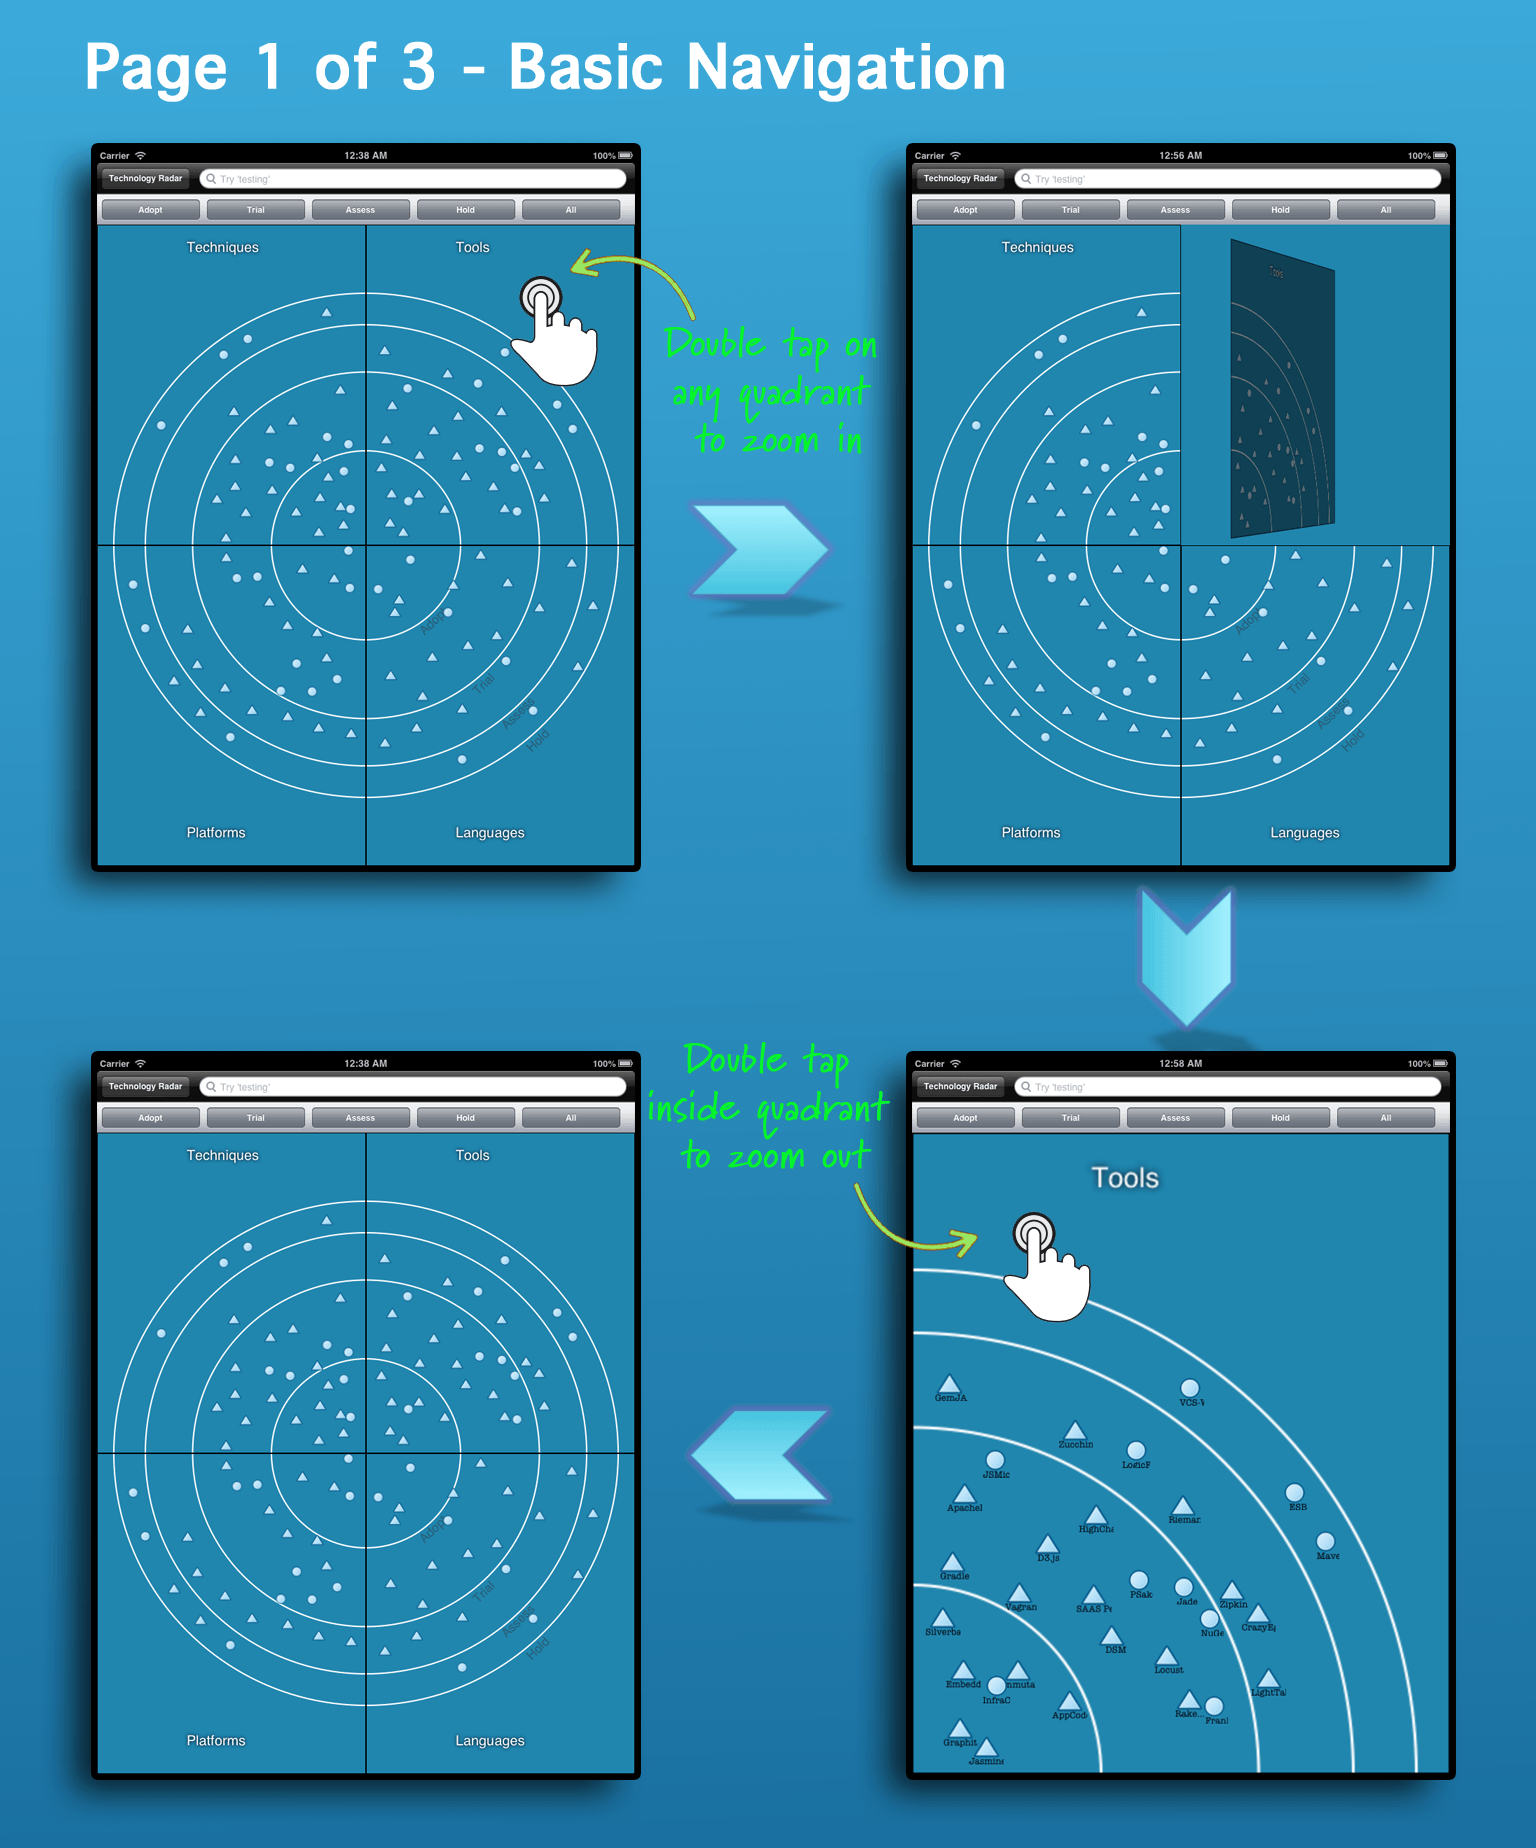 Page 1 of 3 - Basic Navigation
Carrier 12:38 AM 100%
Technology Radar Try 'testing'
Adopt Trial Assess Hold All
Techniques Tools
Adopt
Trial
Assess
Hold
Platforms Languages
Double tap on
any quadrant
to zoom in
Carrier 12:56 AM 100%
Technology Radar Try 'testing'
Adopt Trial Assess Hold All
Techniques
Tools
Adopt
Trial
Assess
Hold
Platforms Languages
Carrier 12:38 AM 100%
Technology Radar Try 'testing'
Adopt Trial Assess Hold All
Techniques Tools
Adopt
Trial
Assess
Hold
Platforms Languages
Double tap
inside quadrant
to zoom out
Carrier 12:58 AM 100%
Technology Radar Try 'testing'
Adopt Trial Assess Hold All
Tools
GemJA
Zucchin
LogicF
JSMic
Apachel
HighCha
Riemar
ESB
D3.js
Mave
Gradle
Vagran
SAAS Pe
PSak
Jade
Zipkin
Silverba
NuGe
CrazyEg
DSM
Locust
Embedd
nmuta
InfraC
LightTa
AppCod
Rake...
Frank
Graphit
Jasmine